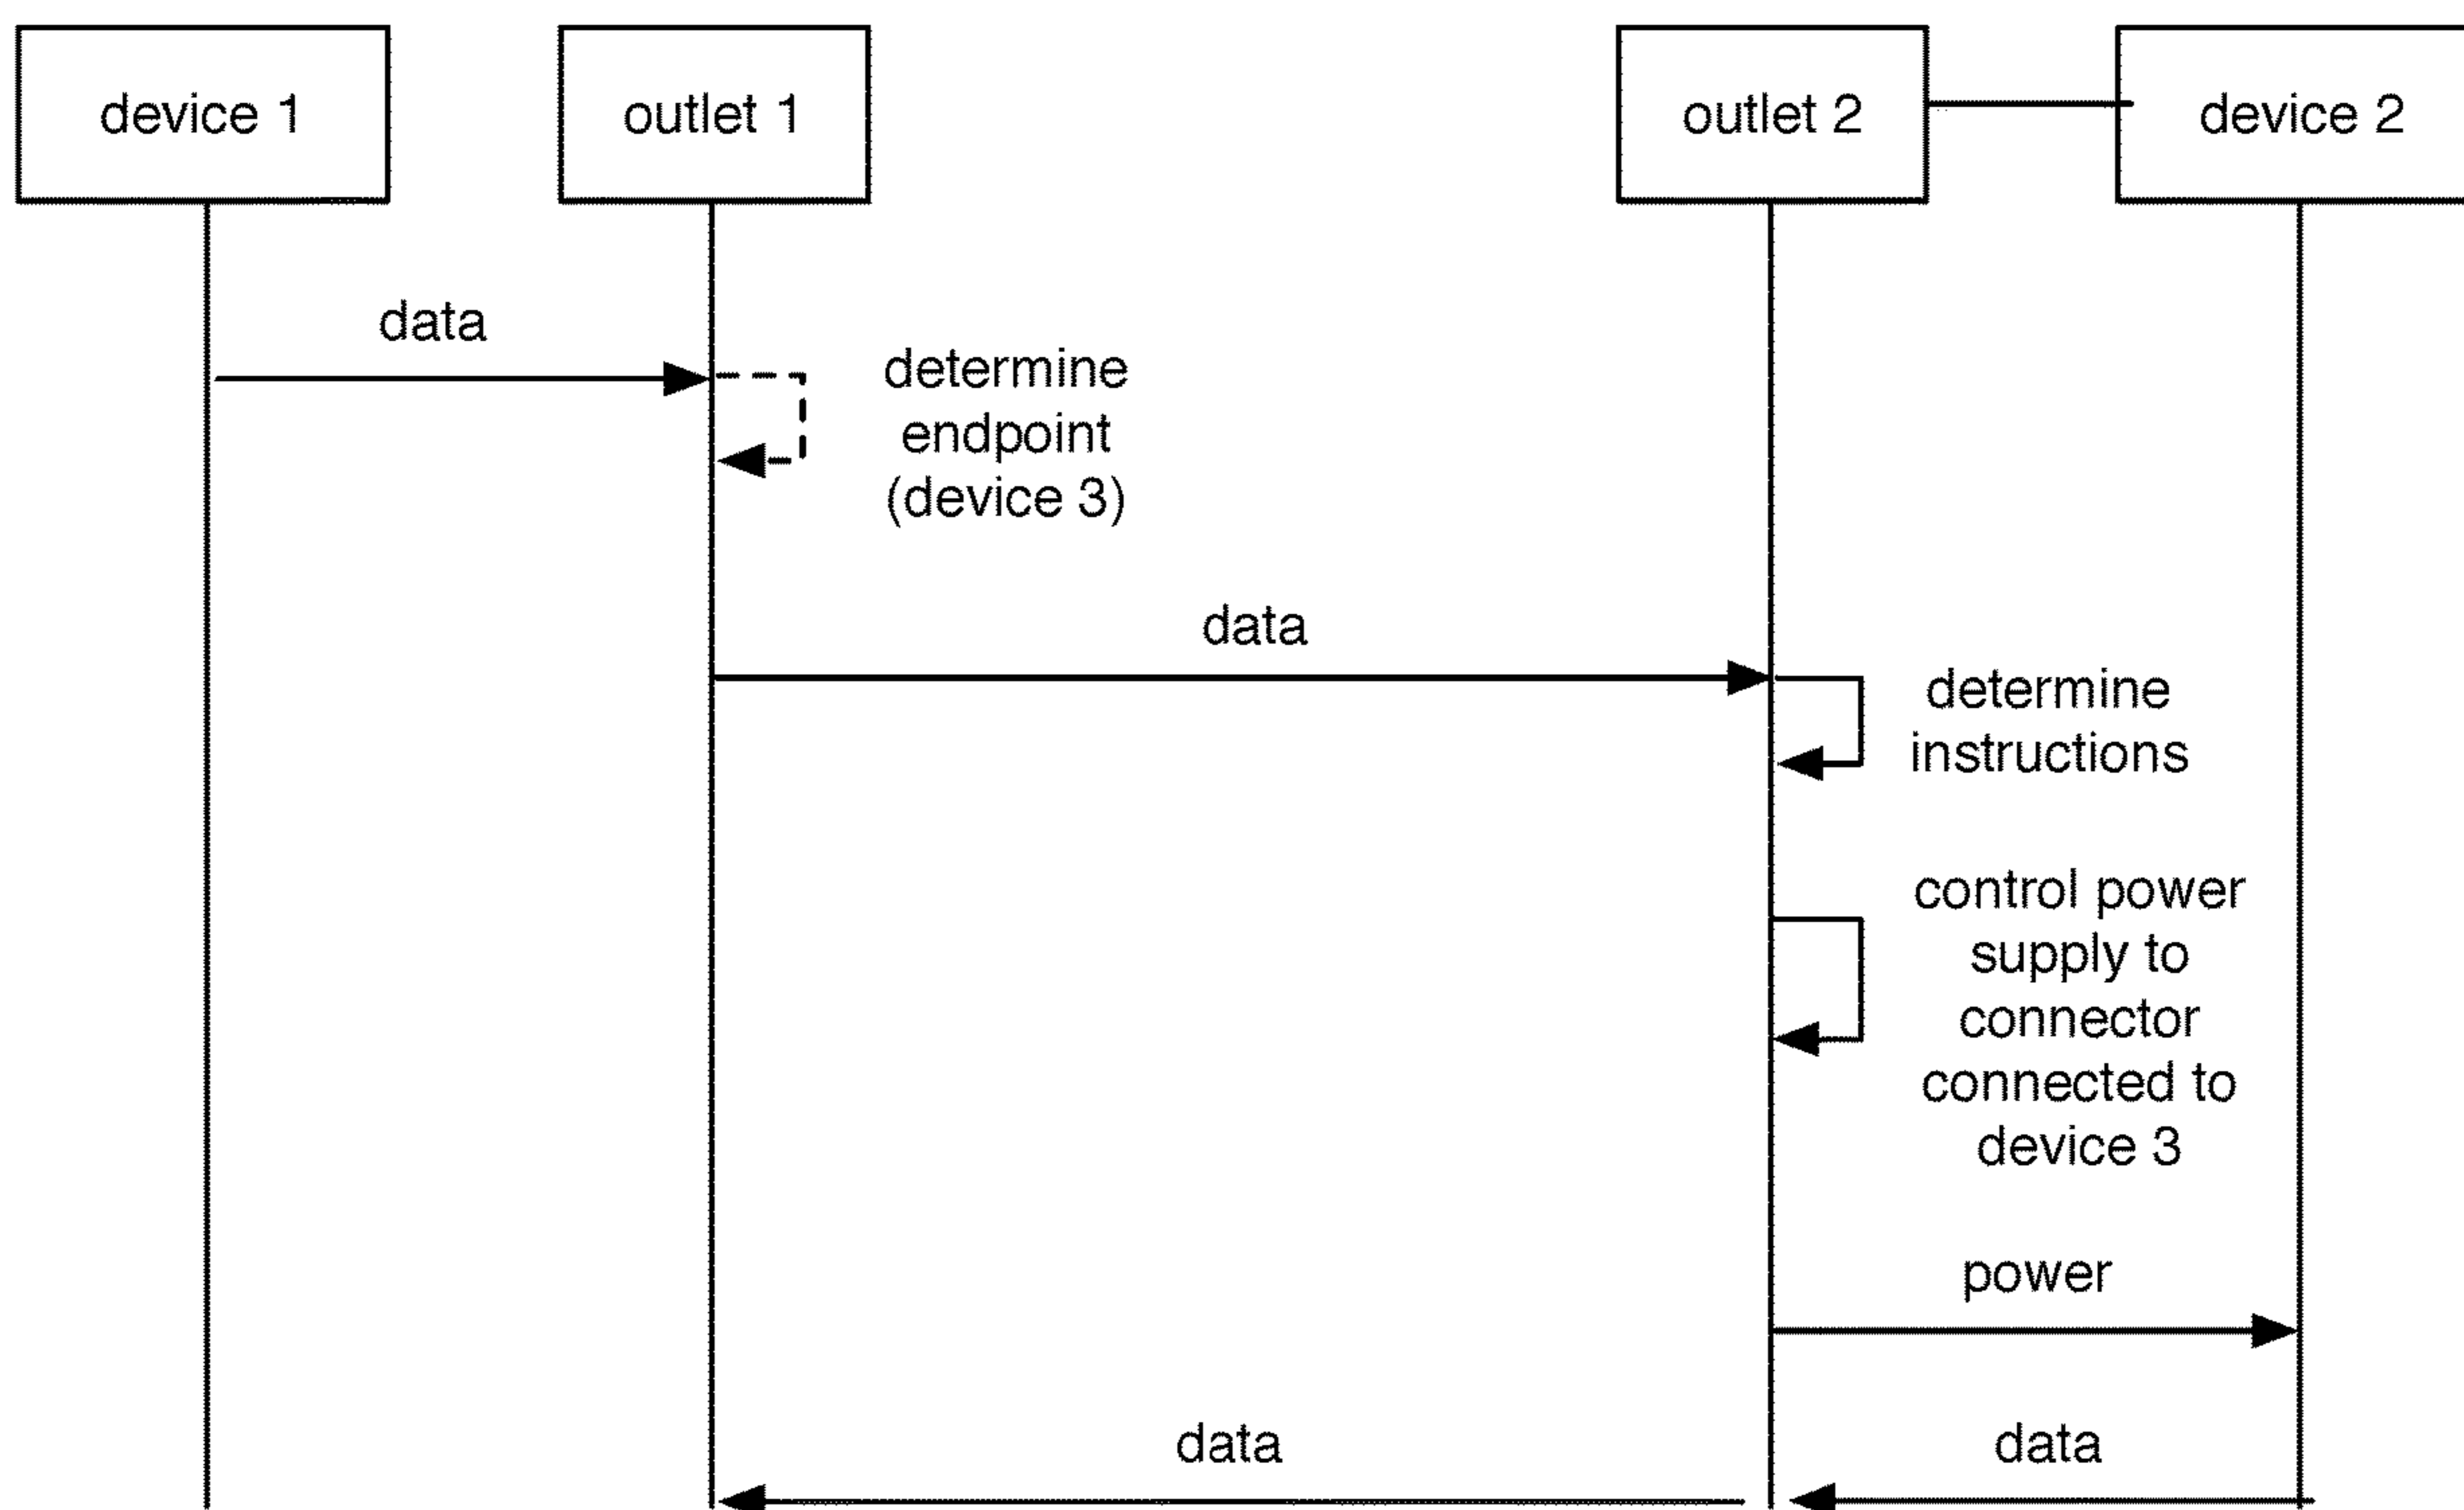 device 1
outlet 1
outlet 2
device 2
data
determine
endpoint
(device 3)
data
determine
instructions
control power
supply to
connector
connected to
device 3
power
data
data